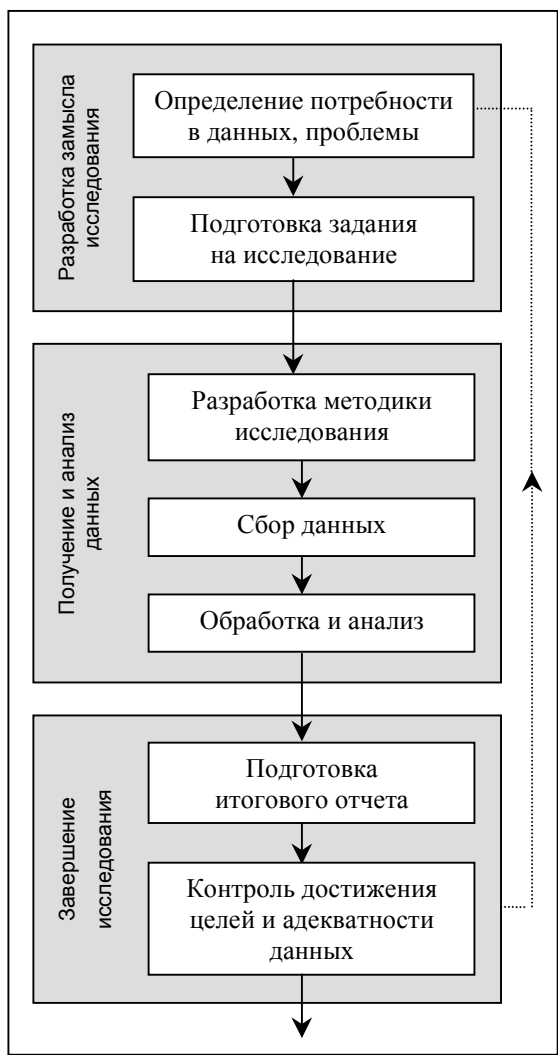 Разработка замысла
исследования
Определение потребности
в данных, проблемы
Подготовка задания
на исследование
Получение и анализ
данных
Разработка методики
исследования
Сбор данных
Обработка и анализ
Завершение
исследования
Подготовка
итогового отчета
Контроль достижения
целей и адекватности
данных